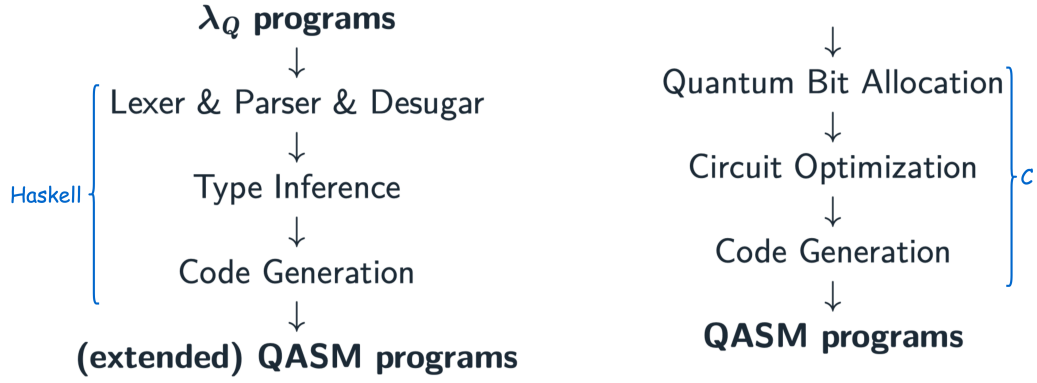 λQ programs
↓
Lexer & Parser & Desugar
↓
Haskell
Type Inference
↓
Code Generation
↓
(extended) QASM programs
↓
Quantum Bit Allocation
↓
Circuit Optimization
C
↓
Code Generation
↓
QASM programs